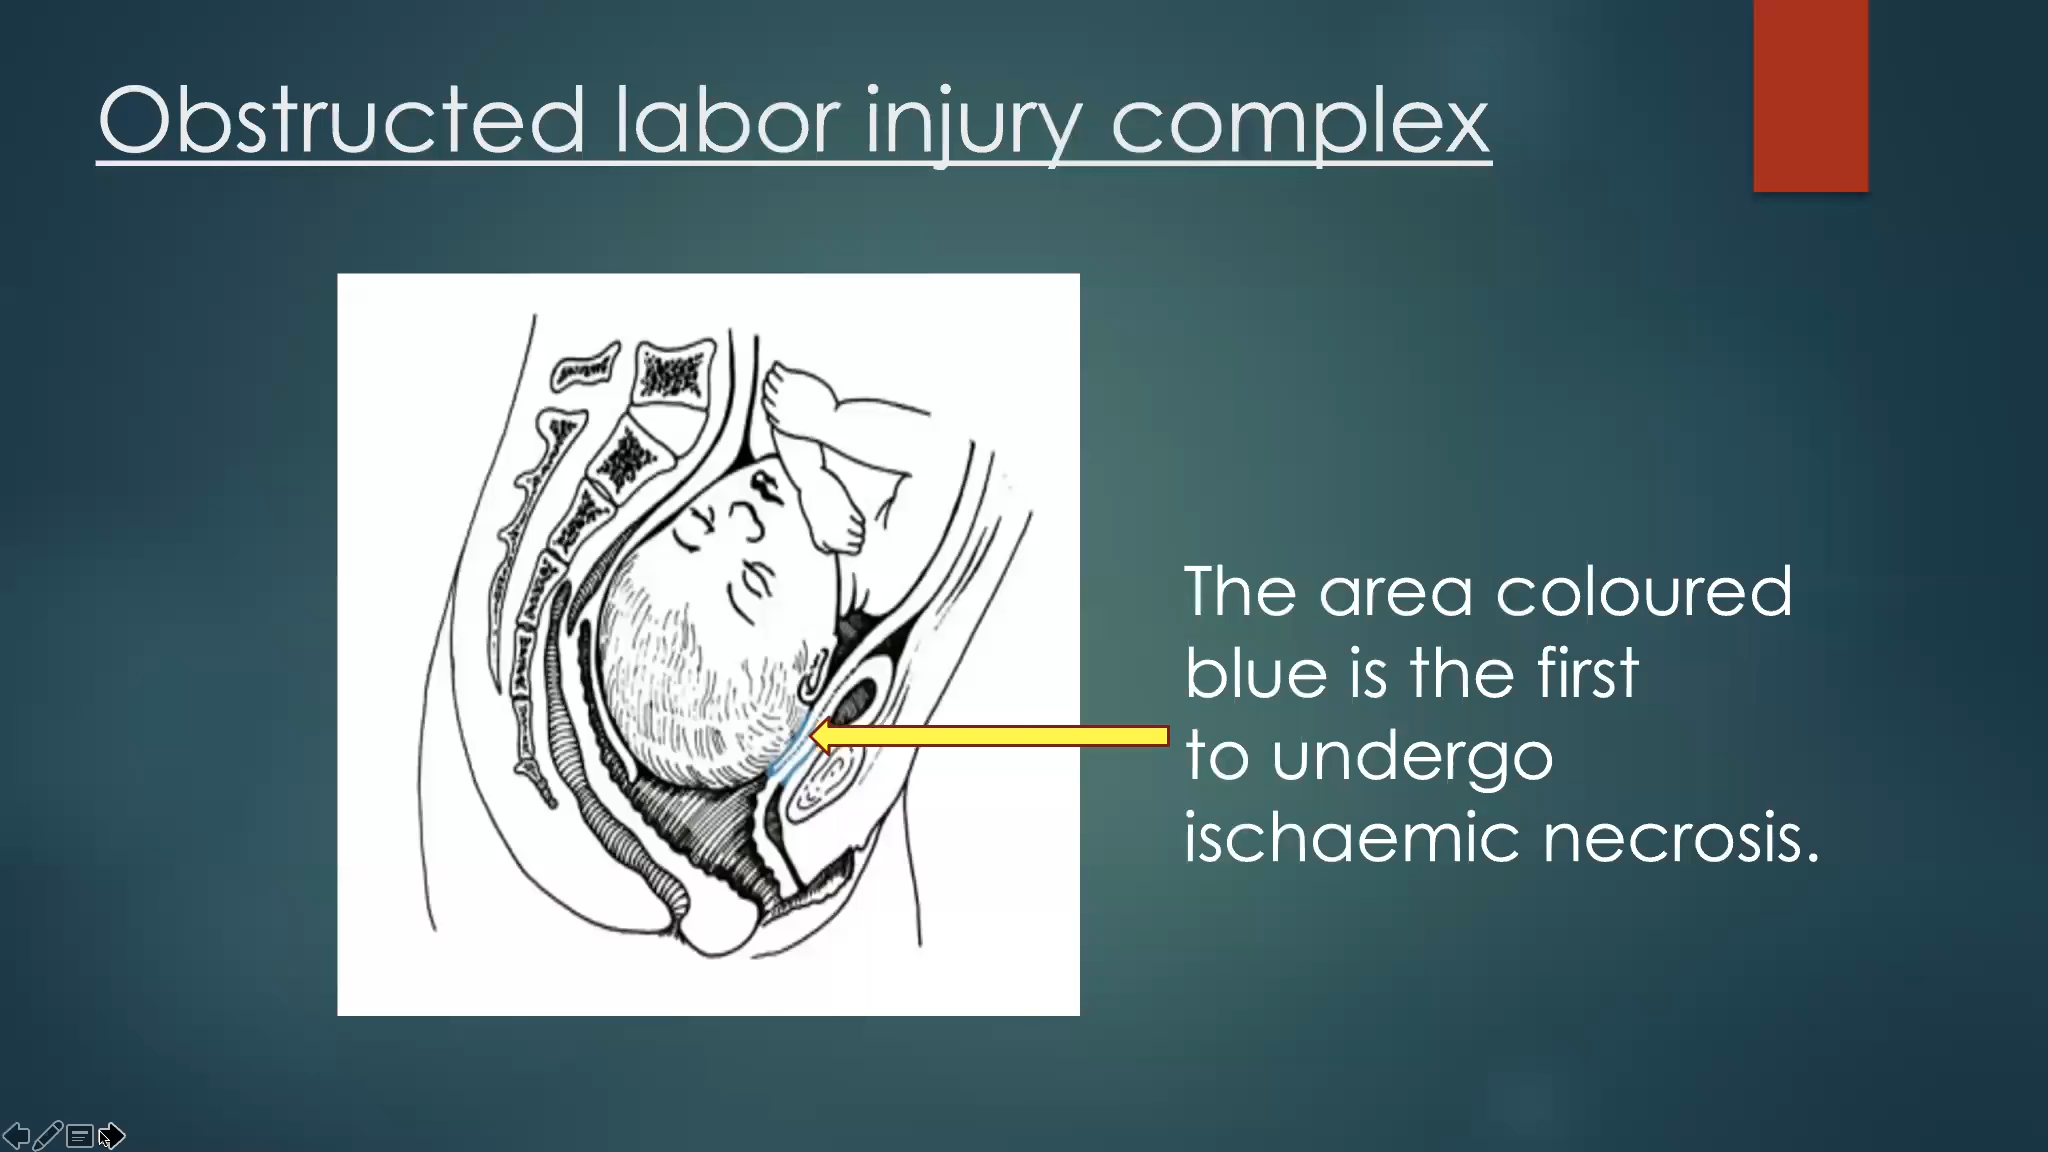 Obstructed labor injury complex
The area coloured
blue is the first
to undergo
ischaemic necrosis.